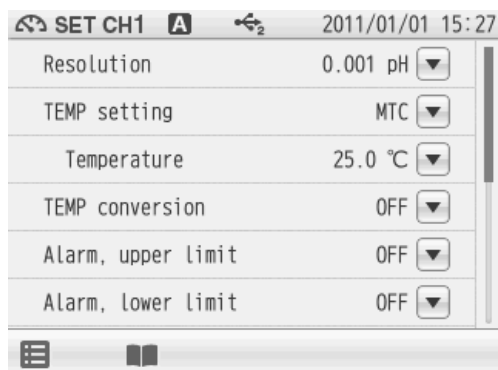 SET CH1 A 2 2011/01/01 15:27
Resolution 0.001 pH
TEMP setting MTC
Temperature 25.0 ℃
TEMP conversion OFF
Alarm, upper limit OFF
Alarm, lower limit OFF